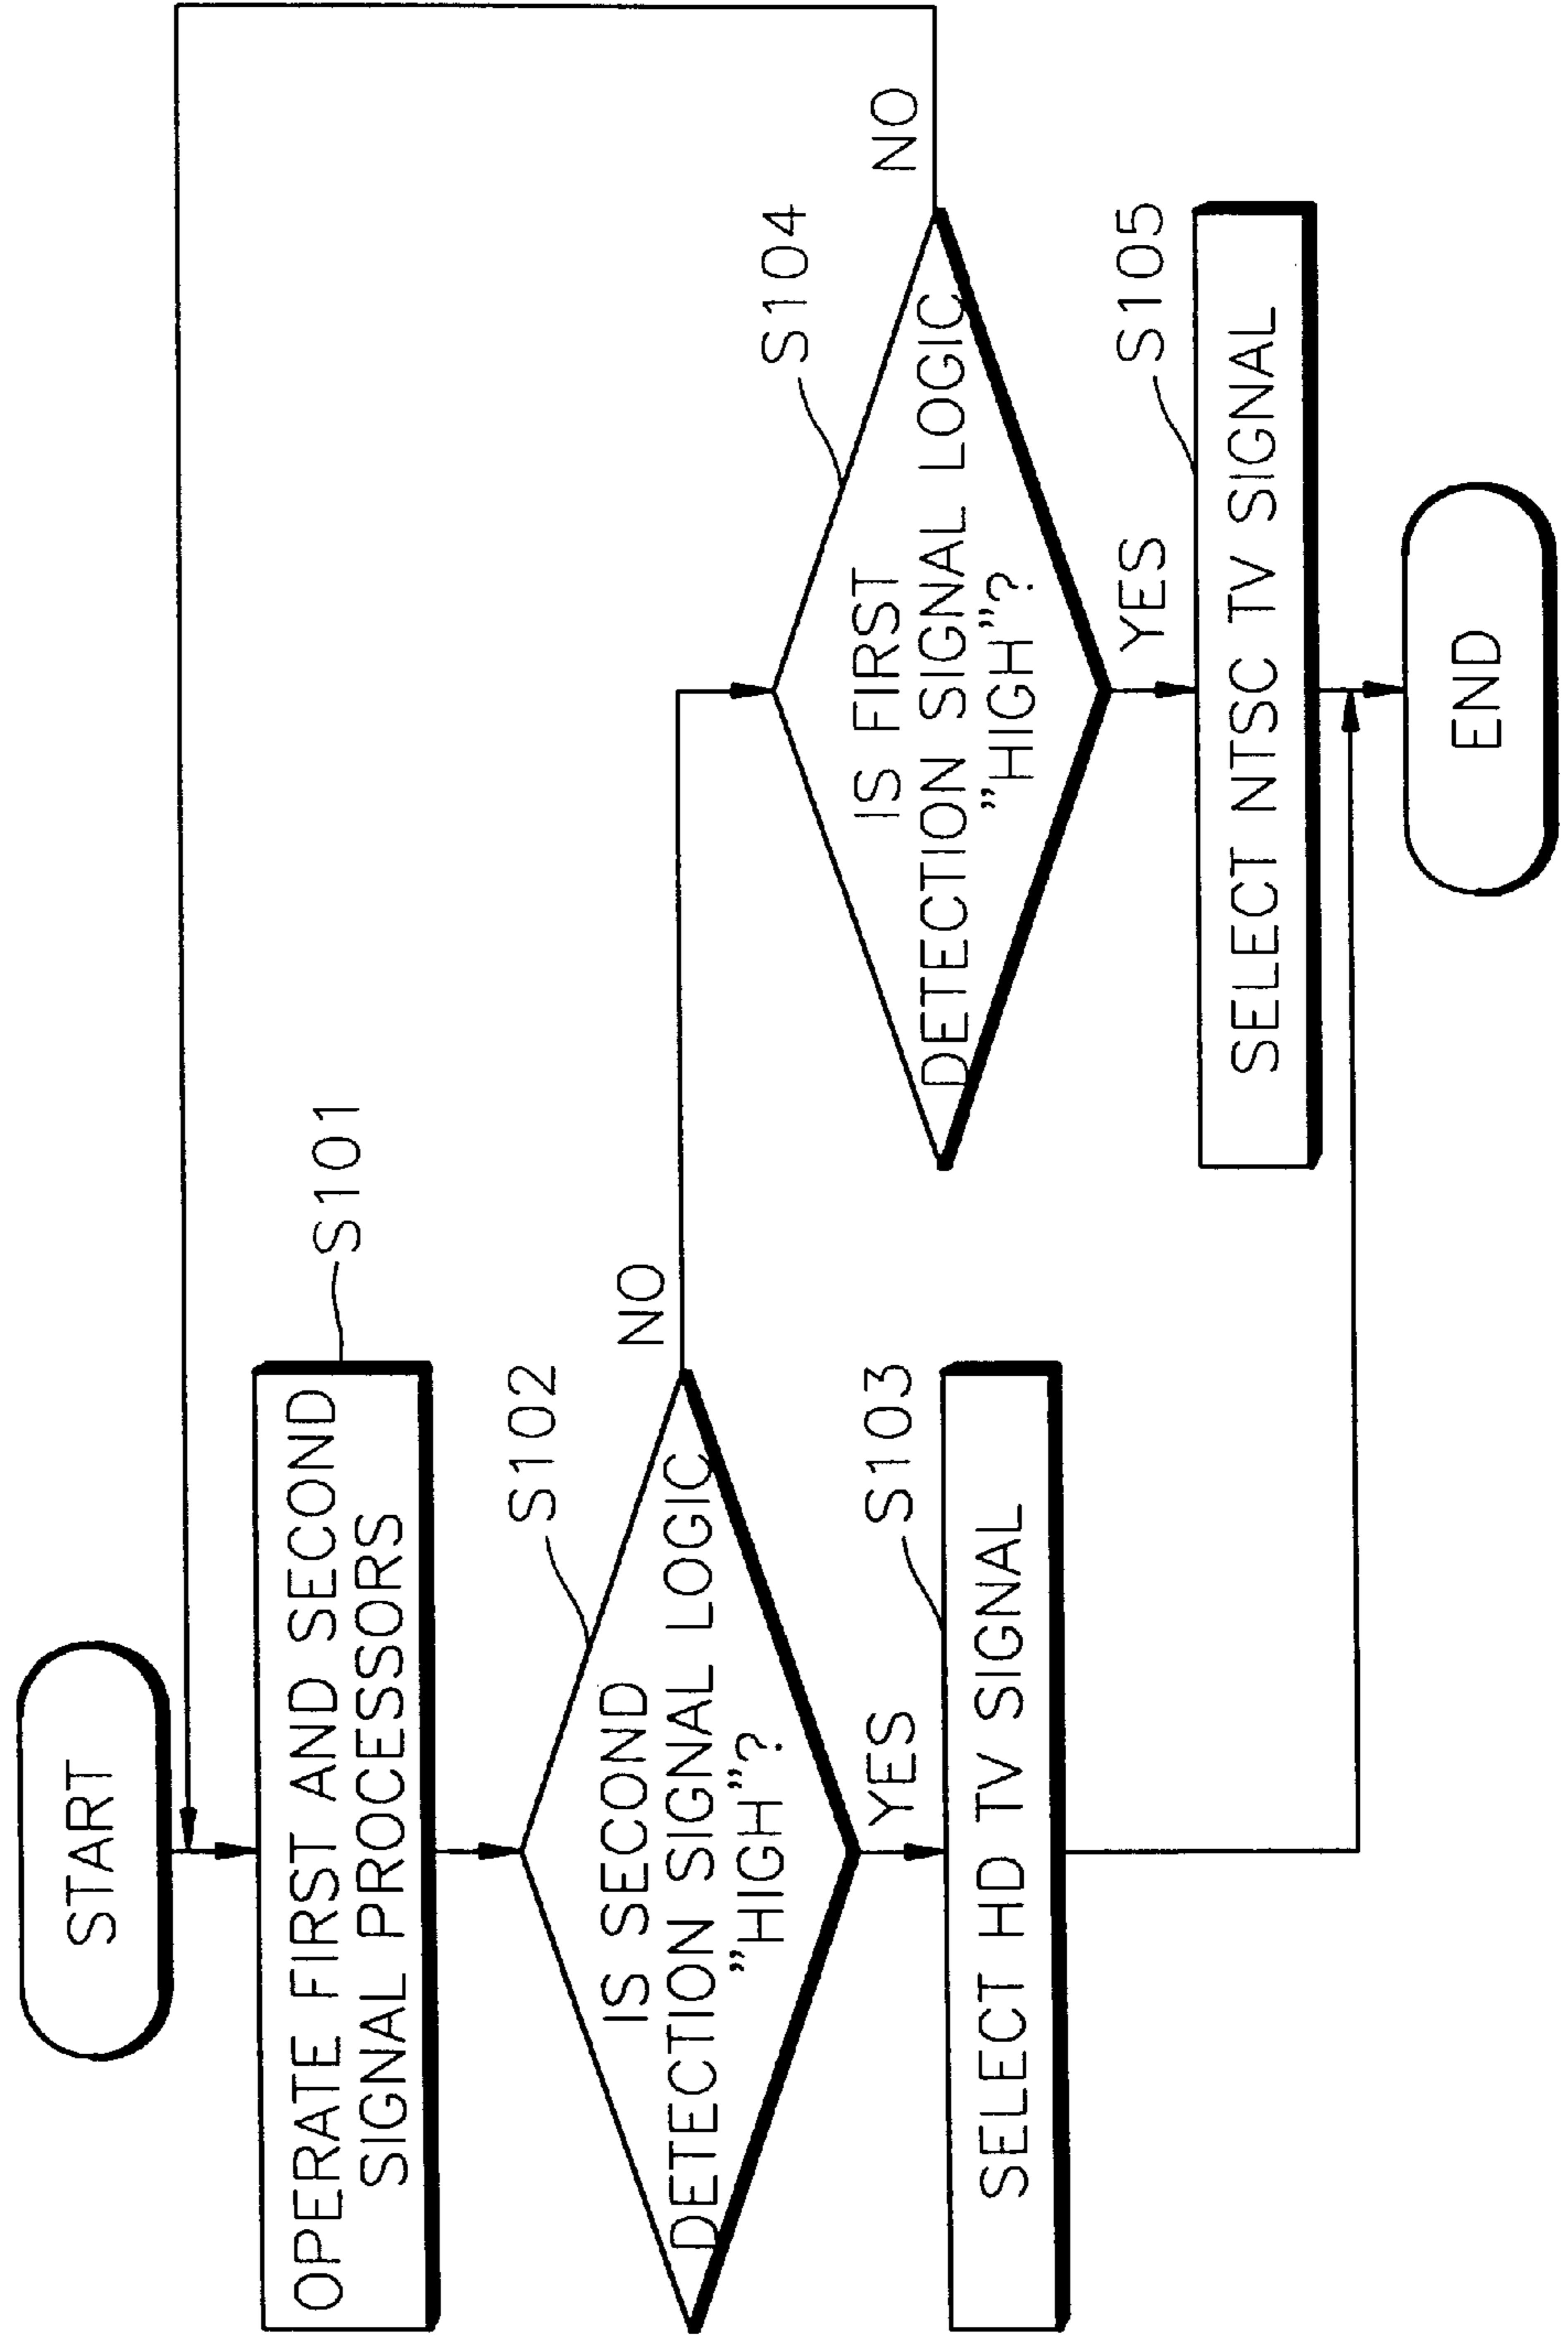 START
OPERATE FIRST AND SECOND
SIGNAL PROCESSORS
S101
IS SECOND
DETECTION SIGNAL LOGIC
"HIGH"?
S102
NO
YES
SELECT HD TV SIGNAL
S103
IS FIRST
DETECTION SIGNAL LOGIC
"HIGH"?
S104
NO
YES
SELECT NTSC TV SIGNAL
S105
END